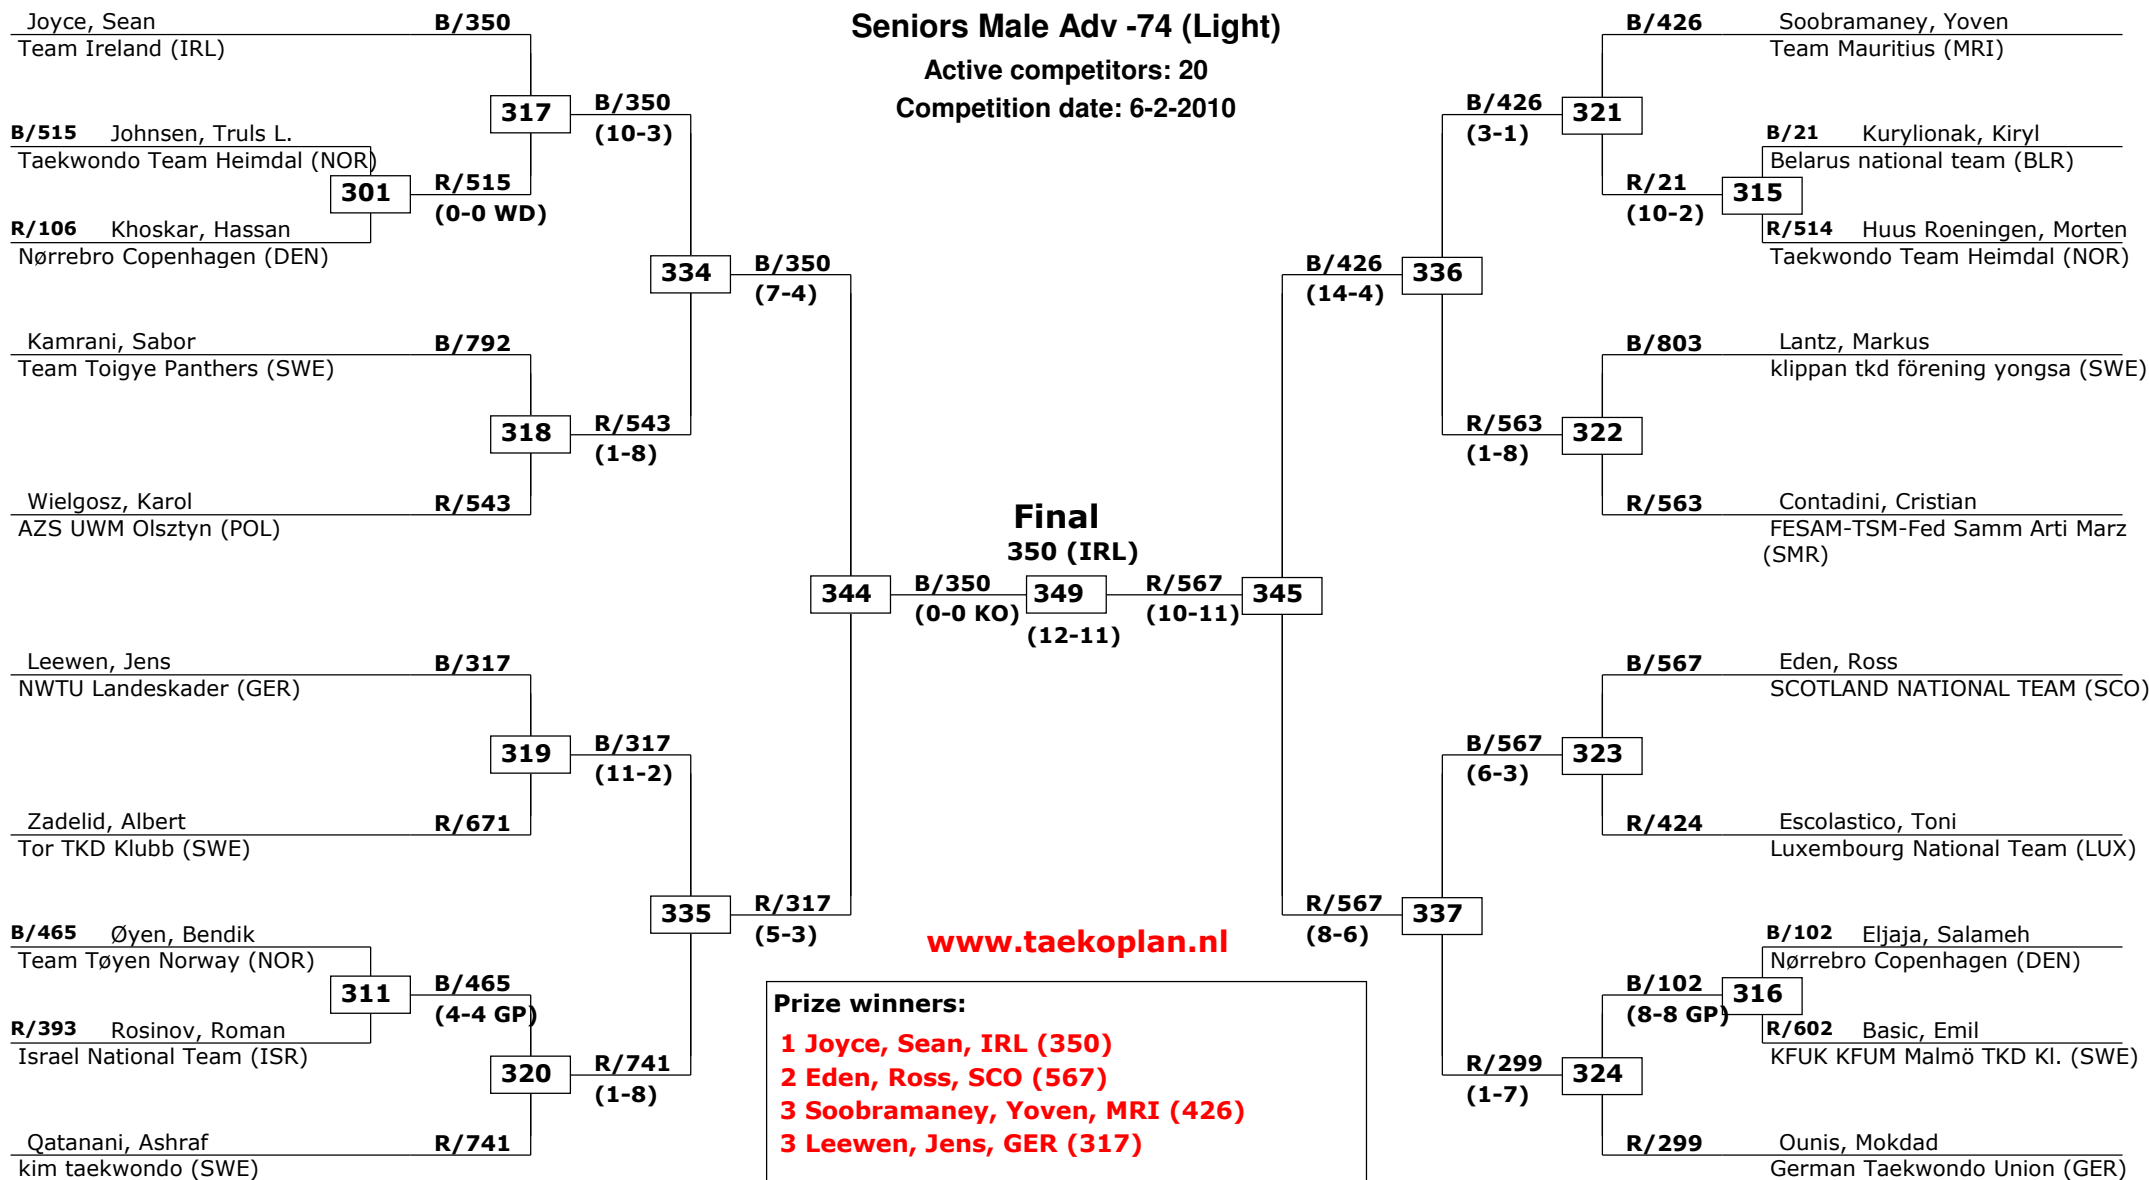 Seniors Male Adv -74 (Light)
Active competitors: 20
Competition date: 6-2-2010
Joyce, Sean B/350
Team Ireland (IRL)
317 B/350
(10-3)
B/515 Johnsen, Truls L.
Taekwondo Team Heimdal (NOR)
301 R/515
(0-0 WD)
R/106 Khoskar, Hassan
Nørrebro Copenhagen (DEN)
334 B/350
(7-4)
Kamrani, Sabor B/792
Team Toigye Panthers (SWE)
318 R/543
(1-8)
Wielgosz, Karol R/543
AZS UWM Olsztyn (POL)
344 B/350
(0-0 KO)
Leewen, Jens B/317
NWTU Landeskader (GER)
319 B/317
(11-2)
Zadelid, Albert R/671
Tor TKD Klubb (SWE)
335 R/317
(5-3)
B/465 Øyen, Bendik
Team Tøyen Norway (NOR)
311 B/465
(4-4 GP)
R/393 Rosinov, Roman
Israel National Team (ISR)
320 R/741
(1-8)
Qatanani, Ashraf R/741
kim taekwondo (SWE)
Final
350 (IRL)
349
(12-11)
B/426 Soobramaney, Yoven
Team Mauritius (MRI)
B/426 321
(3-1)
B/21 Kurylionak, Kiryl
Belarus national team (BLR)
R/21 315
(10-2)
R/514 Huus Roeningen, Morten
Taekwondo Team Heimdal (NOR)
B/426 336
(14-4)
B/803 Lantz, Markus
klippan tkd förening yongsa (SWE)
R/563 322
(1-8)
R/563 Contadini, Cristian
FESAM-TSM-Fed Samm Arti Marz
(SMR)
R/567 345
(10-11)
B/567 Eden, Ross
SCOTLAND NATIONAL TEAM (SCO)
B/567 323
(6-3)
R/424 Escolastico, Toni
Luxembourg National Team (LUX)
R/567 337
(8-6)
B/102 Eljaja, Salameh
Nørrebro Copenhagen (DEN)
B/102 316
(8-8 GP)
R/602 Basic, Emil
KFUK KFUM Malmö TKD Kl. (SWE)
R/299 324
(1-7)
R/299 Ounis, Mokdad
German Taekwondo Union (GER)
www.taekoplan.nl
Prize winners:
1 Joyce, Sean, IRL (350)
2 Eden, Ross, SCO (567)
3 Soobramaney, Yoven, MRI (426)
3 Leewen, Jens, GER (317)